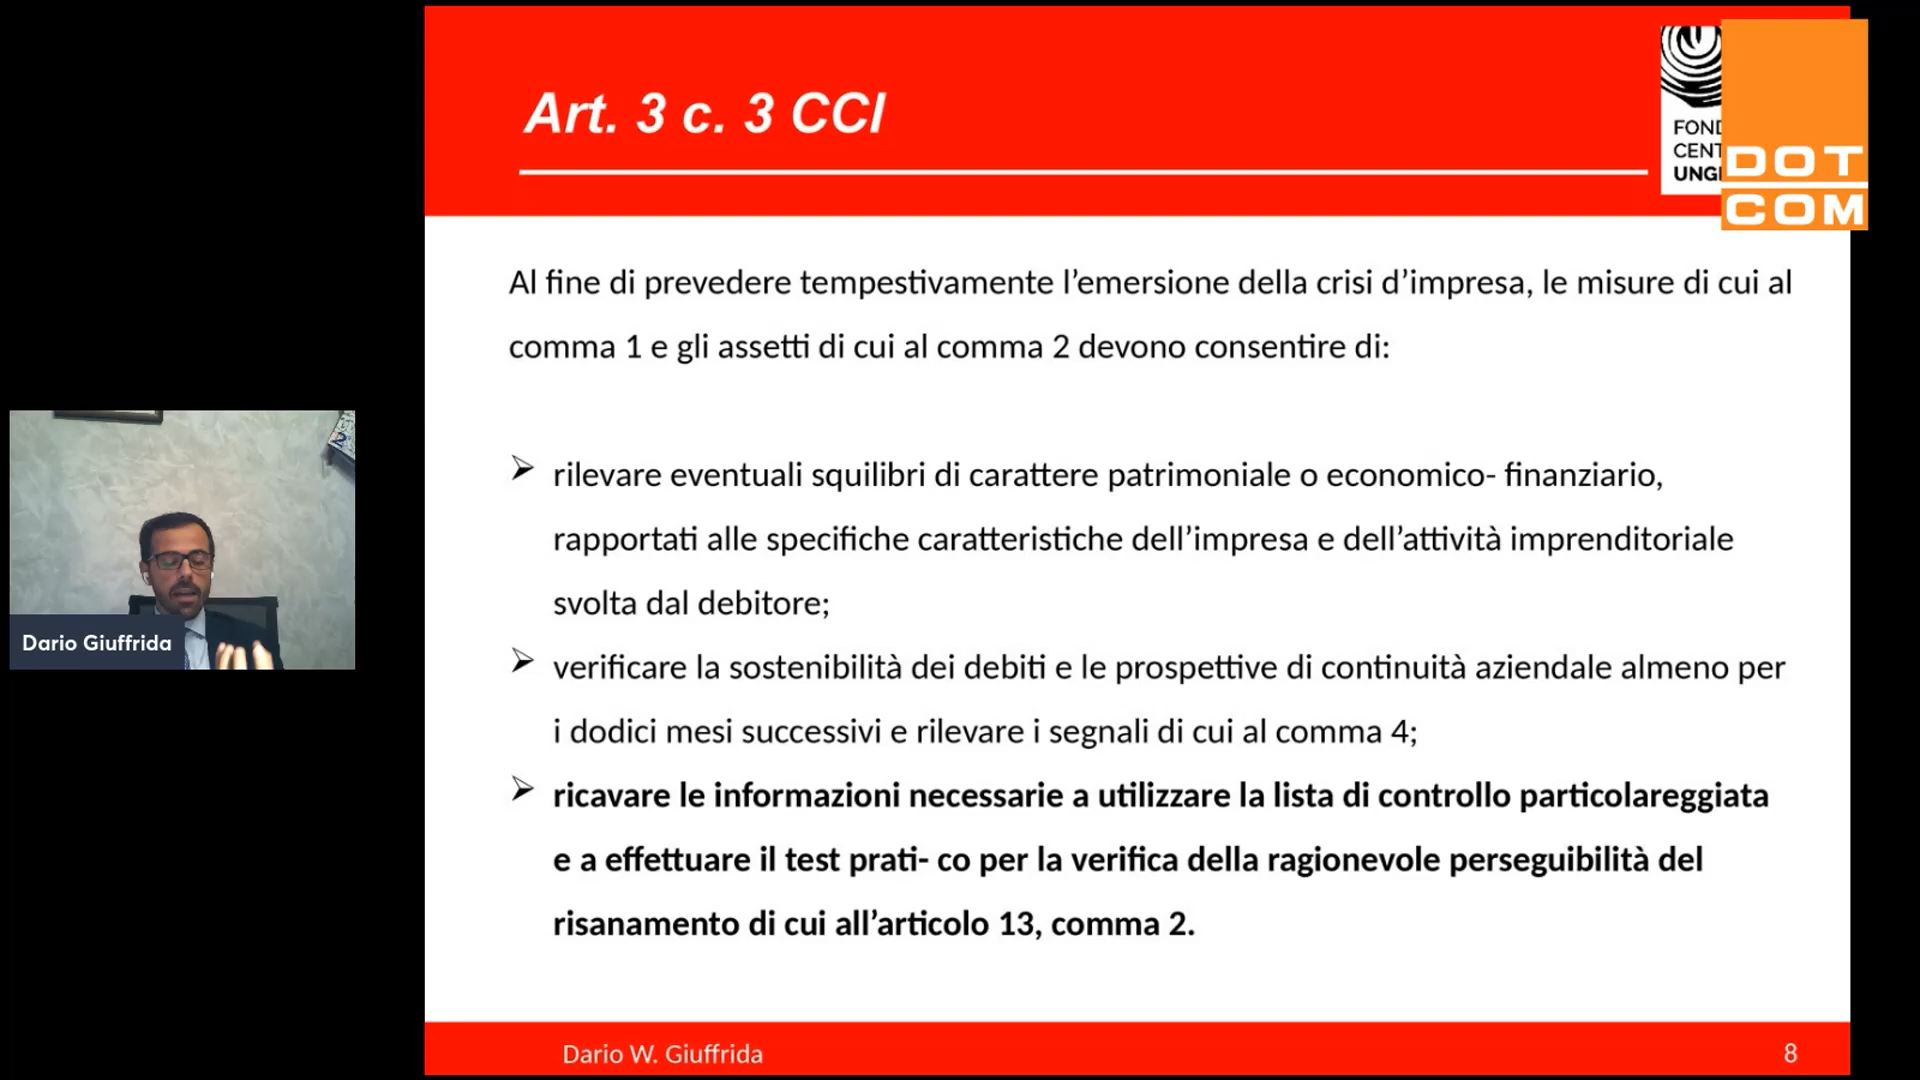 Art. 3 c. 3 CCI
FOND
CENT
UNG
DOT
COM
Al fine di prevedere tempestivamente l’emersione della crisi d’impresa, le misure di cui al
comma 1 e gli assetti di cui al comma 2 devono consentire di:
rilevare eventuali squilibri di carattere patrimoniale o economico- finanziario,
rapportati alle specifiche caratteristiche dell’impresa e dell’attività imprenditoriale
svolta dal debitore;
verificare la sostenibilità dei debiti e le prospettive di continuità aziendale almeno per
i dodici mesi successivi e rilevare i segnali di cui al comma 4;
ricavare le informazioni necessarie a utilizzare la lista di controllo particolareggiata
e a effettuare il test prati- co per la verifica della ragionevole perseguibilità del
risanamento di cui all’articolo 13, comma 2.
Dario Giuffrida
Dario W. Giuffrida
8